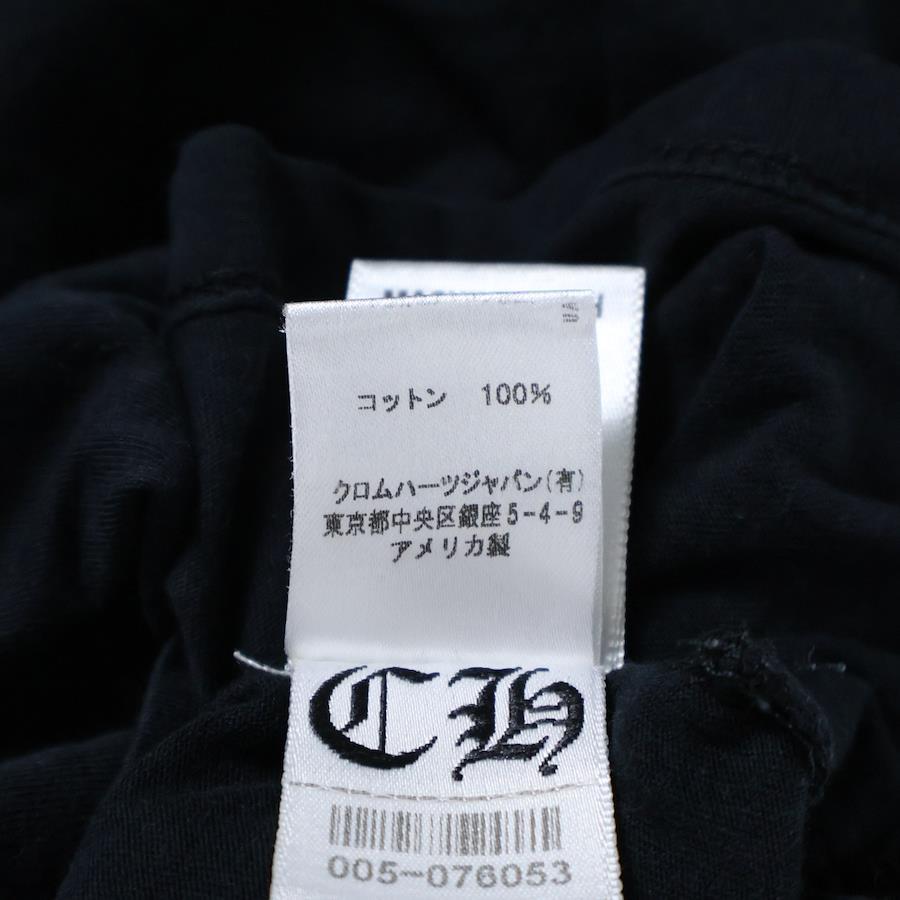 コットン 100%
クロムハーツジャパン(有)
東京都中央区銀座5-4-9
アメリカ製
CH
005-076053